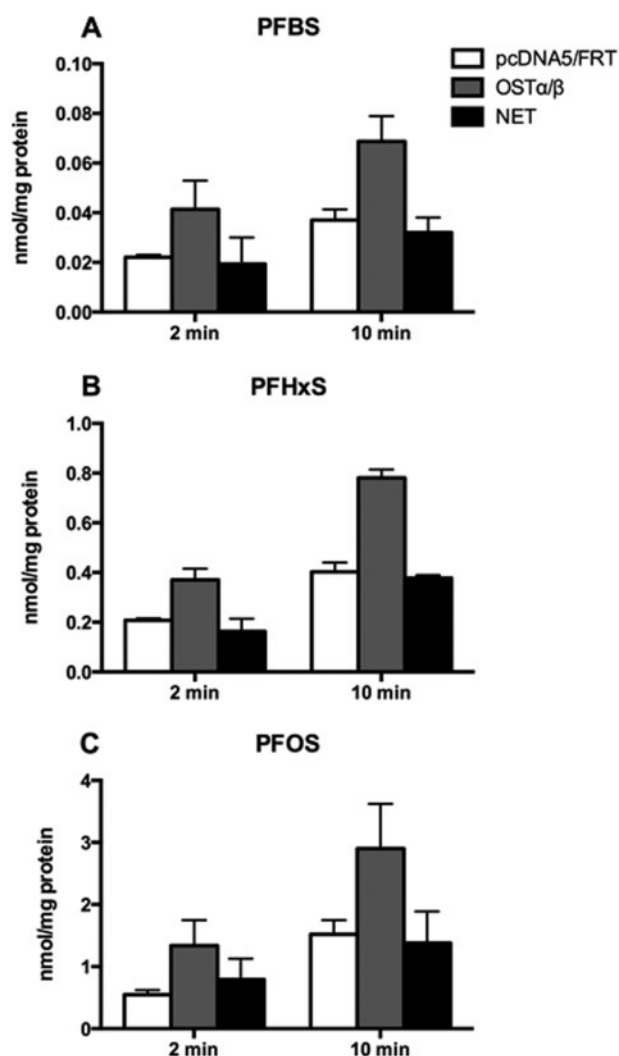 A PFBS
pcDNA5/FRT
OSTα/β
NET
nmol/mg protein
0.10
0.08
0.06
0.04
0.02
0.00
2 min 10 min
B PFHxS
nmol/mg protein
1.0
0.8
0.6
0.4
0.2
0.0
2 min 10 min
C PFOS
nmol/mg protein
4
3
2
1
0
2 min 10 min